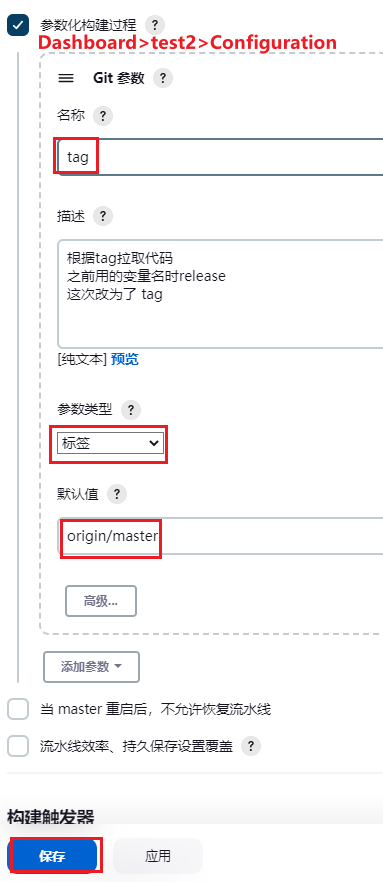 参数化构建过程 ?
Dashboard>test2>Configuration
Git 参数 ?
名称 ?
tag
描述 ?
根据tag拉取代码
之前用的变量名时release
这次改为了 tag
[纯文本] 预览
参数类型 ?
标签
默认值 ?
origin/master
高级...
添加参数
当 master 重启后，不允许恢复流水线
流水线效率、持久保存设置覆盖 ?
构建触发器
保存
应用